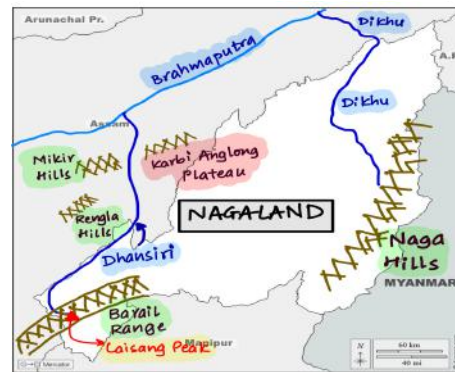 Arunachal Pr.
Dikhu
Brahmaputra
A.P.
Dikhu
Assam
Mikir
Hills
Karbi Anglong
Plateau
NAGALAND
Rengla
Hills
Dhansiri
Naga
Hills
MYANMAR
Barail
Range
Manipur
Laisang Peak
N
60 km
40 mi
Mercator